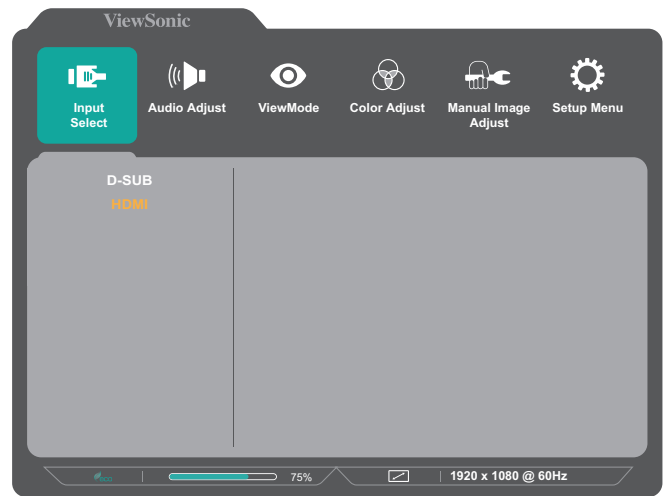 ViewSonic
Input
Select
Audio Adjust
ViewMode
Color Adjust
Manual Image
Adjust
Setup Menu
D-SUB
HDMI
eco
75%
1920 x 1080 @ 60Hz